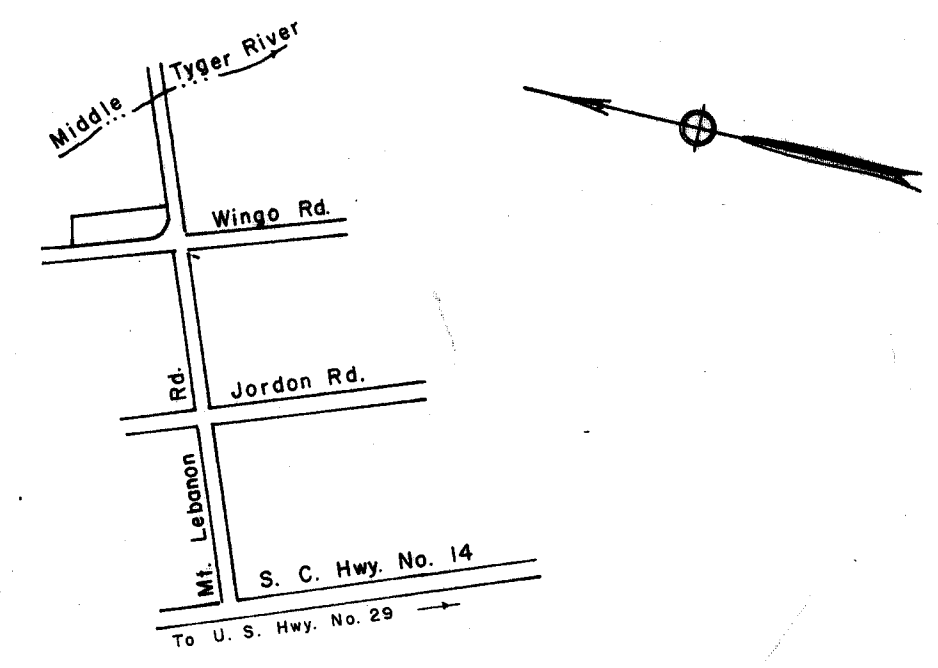 Middle Tyger River
Wingo Rd.
Jordon Rd.
Mt. Lebanon Rd.
S. C. Hwy. No. 14
To U. S. Hwy. No. 29